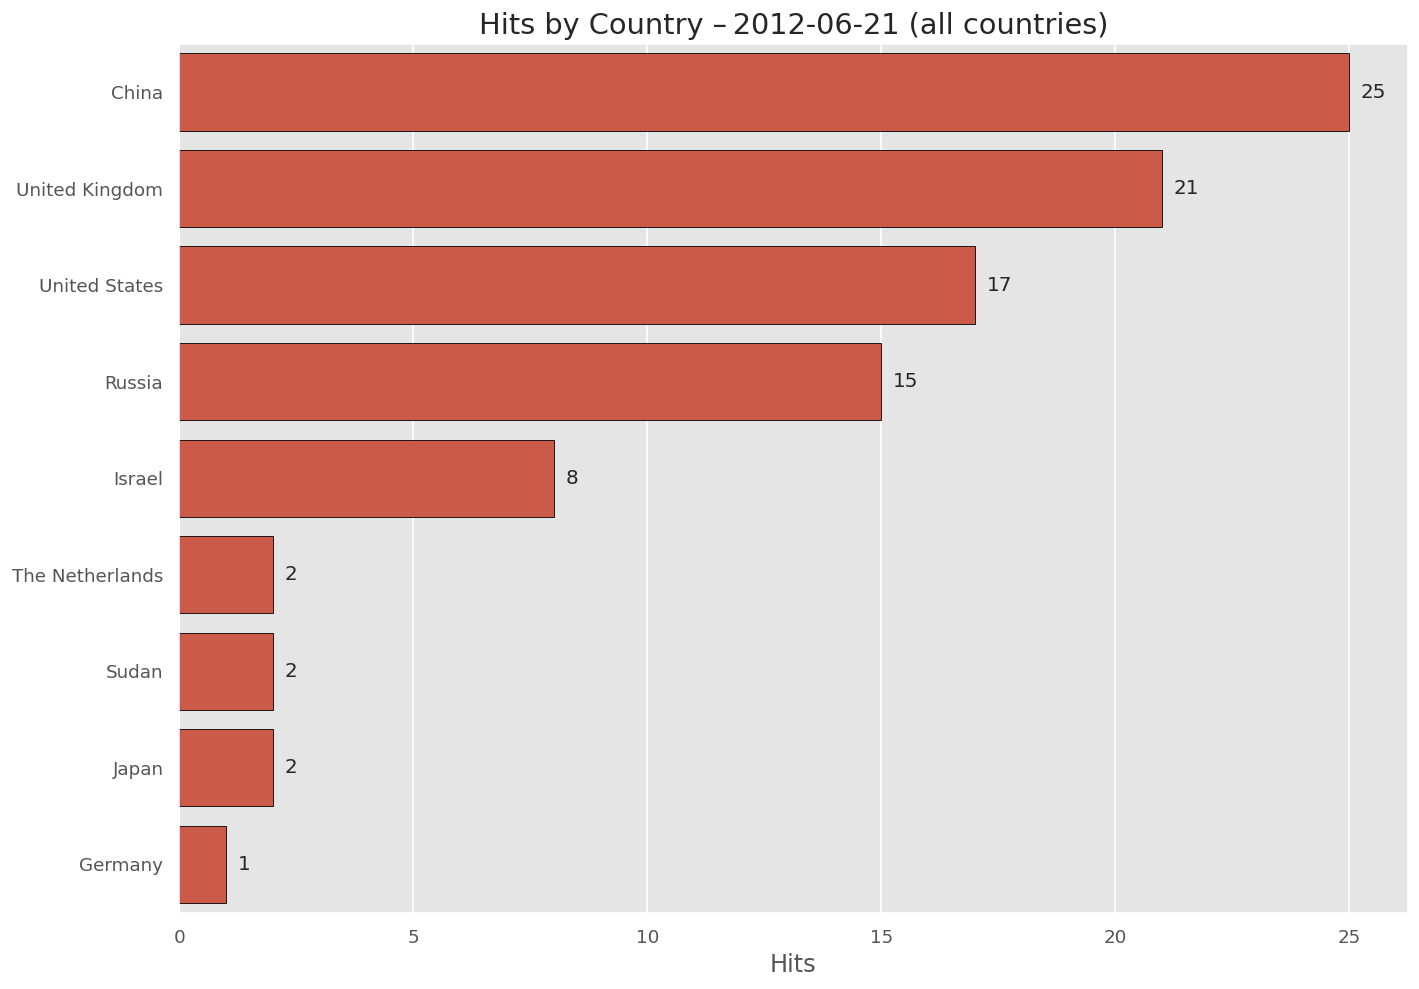 Hits by Country – 2012-06-21 (all countries)
China 25
United Kingdom 21
United States 17
Russia 15
Israel 8
The Netherlands 2
Sudan 2
Japan 2
Germany 1
0 5 10 15 20 25
Hits